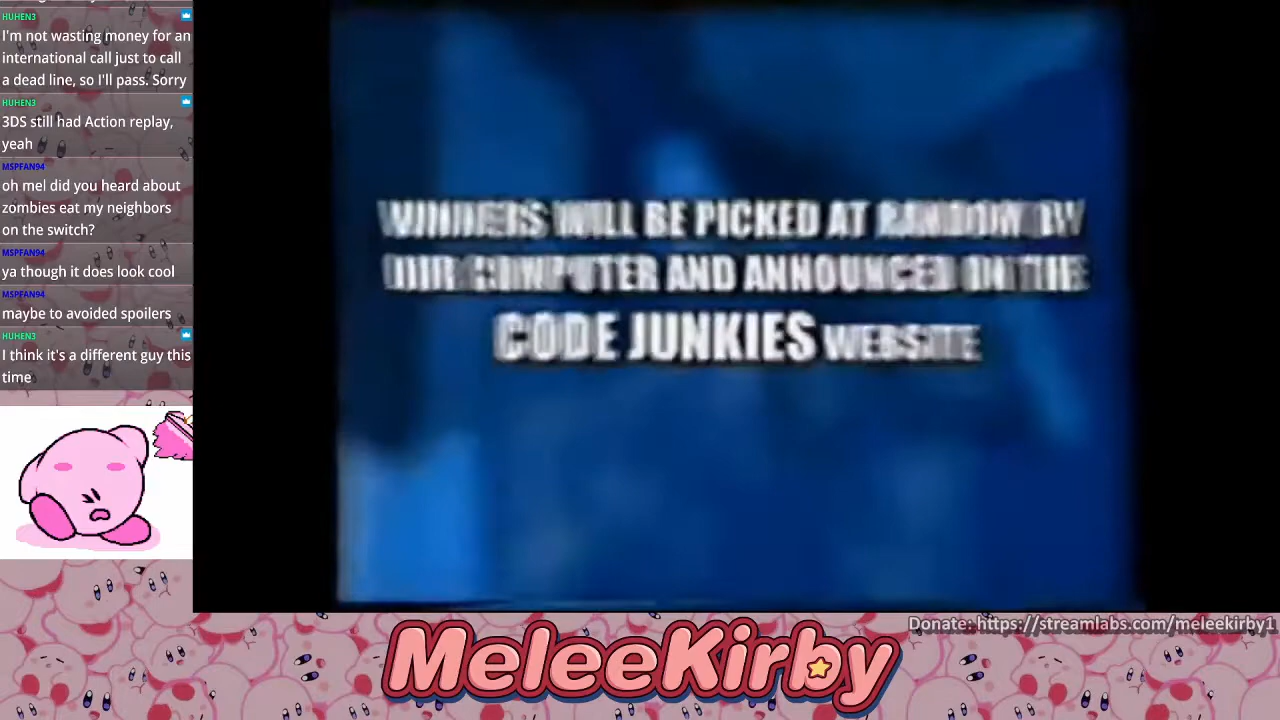 HUHEN3
I'm not wasting money for an
international call just to call
a dead line, so I'll pass. Sorry
HUHEN3
3DS still had Action replay,
yeah
MSPFAN94
oh mel did you heard about
zombies eat my neighbors
on the switch?
MSPFAN94
ya though it does look cool
MSPFAN94
maybe to avoided spoilers
HUHEN3
I think it's a different guy this
time
WINNERS WILL BE PICKED AT RANDOM BY
OUR COMPUTER AND ANNOUNCED ON THE
CODE JUNKIES WEBSITE
Donate: https://streamlabs.com/meleekirby1
MeleeKirby